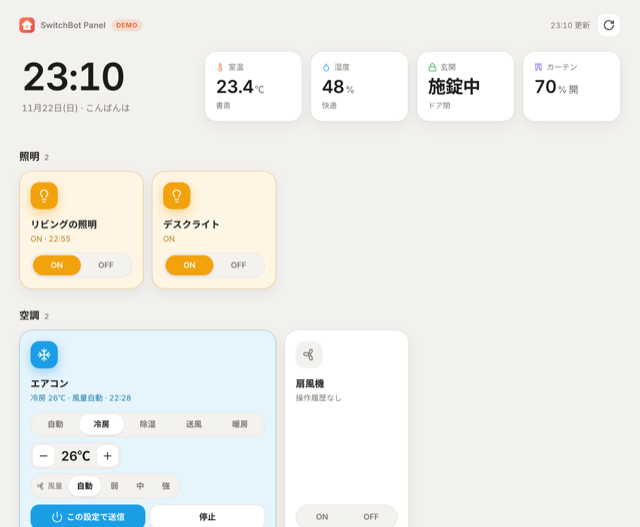 SwitchBot Panel DEMO
23:10 更新
23:10
11月22日(日) · こんばんは
室温
23.4℃
書斎
湿度
48%
快適
玄関
施錠中
ドア閉
カーテン
70% 開
照明 2
リビングの照明
ON · 22:55
ON OFF
デスクライト
ON
ON OFF
空調 2
エアコン
冷房 26℃ · 風量自動 · 22:28
自動 冷房 除湿 送風 暖房
− 26℃ +
風量 自動 弱 中 強
この設定で送信 停止
扇風機
操作履歴なし
ON OFF